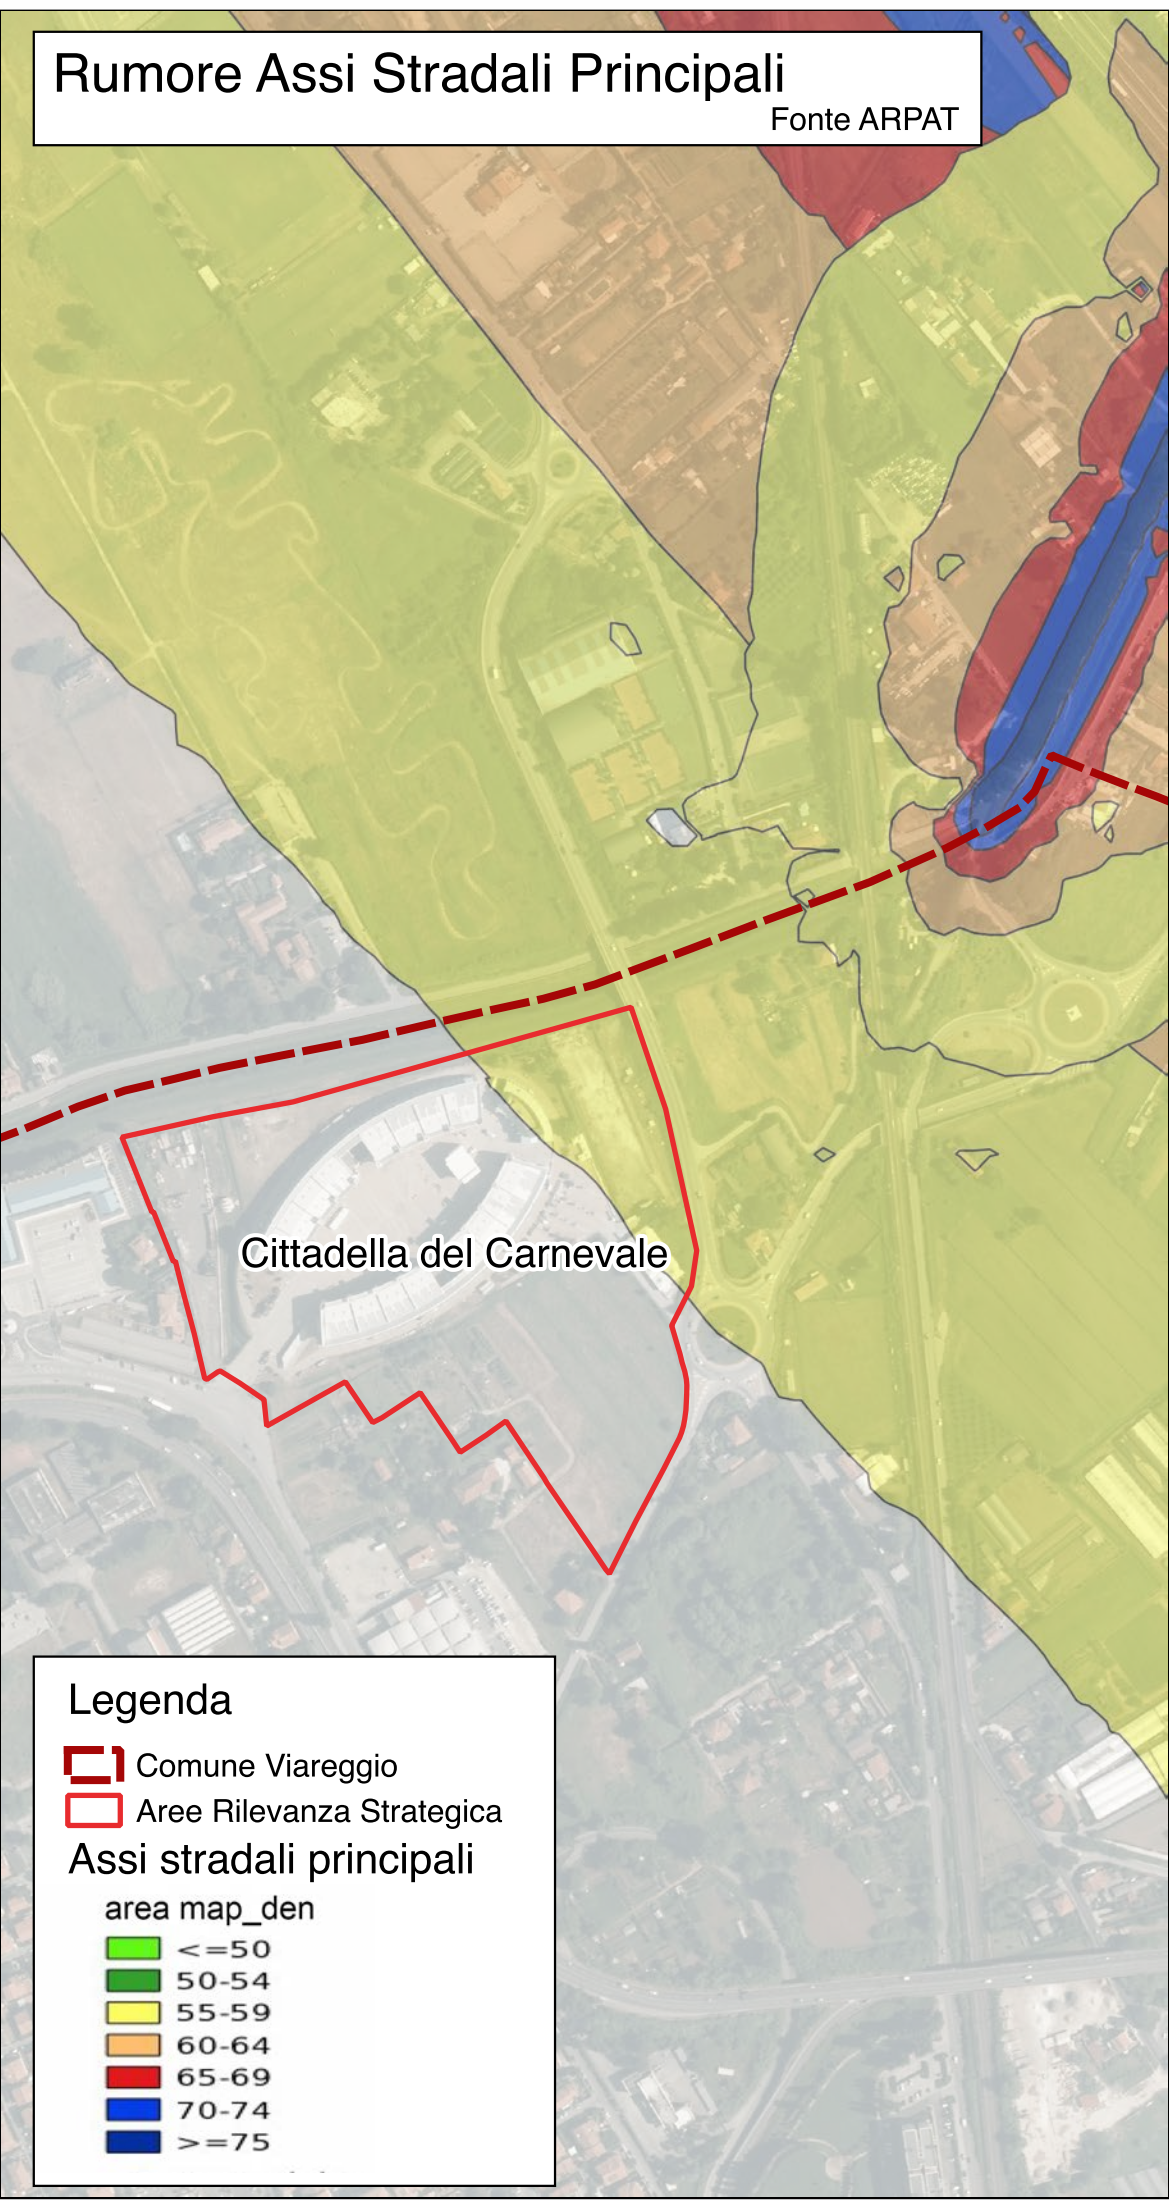 Rumore Assi Stradali Principali
Fonte ARPAT
Cittadella del Carnevale
Legenda
Comune Viareggio
Aree Rilevanza Strategica
Assi stradali principali
area map_den
<=50
50-54
55-59
60-64
65-69
70-74
>=75